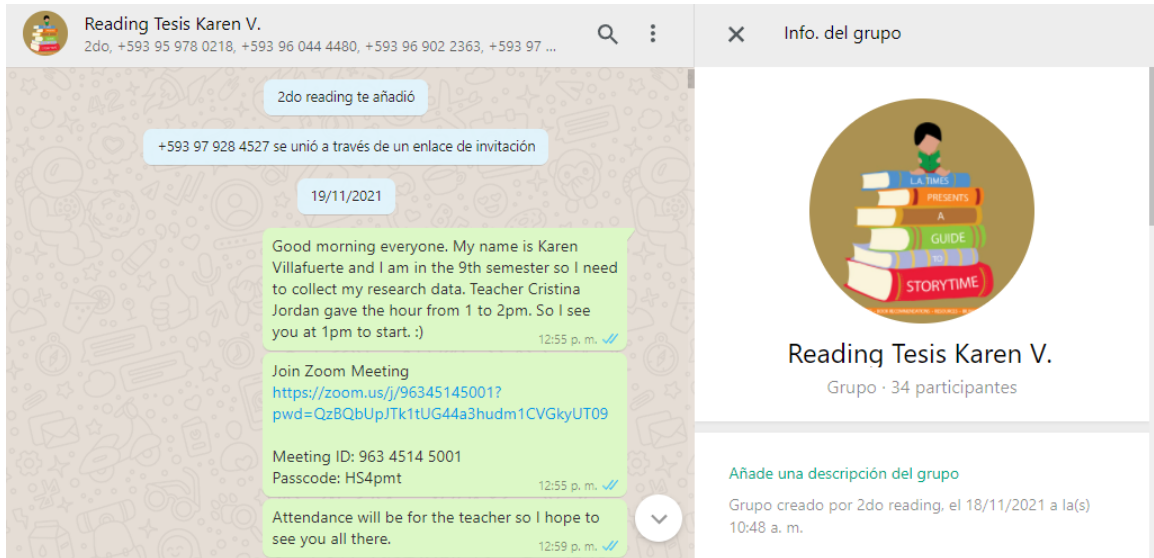 Reading Tesis Karen V.
2do, +593 95 978 0218, +593 96 044 4480, +593 96 902 2363, +593 97 ...
2do reading te añadió
+593 97 928 4527 se unió a través de un enlace de invitación
19/11/2021
Good morning everyone. My name is Karen
Villafuerte and I am in the 9th semester so I need
to collect my research data. Teacher Cristina
Jordan gave the hour from 1 to 2pm. So I see
you at 1pm to start. :)
12:55 p. m.
Join Zoom Meeting
https://zoom.us/j/96345145001?
pwd=QzBQbUpJTk1tUG44a3hudm1CVGkyUT09
Meeting ID: 963 4514 5001
Passcode: HS4pmt
12:55 p. m.
Attendance will be for the teacher so I hope to
see you all there.
12:59 p. m.
Info. del grupo
L.A. TIMES
PRESENTS
A
GUIDE
TO
STORYTIME
Reading Tesis Karen V.
Grupo · 34 participantes
Añade una descripción del grupo
Grupo creado por 2do reading, el 18/11/2021 a la(s)
10:48 a. m.